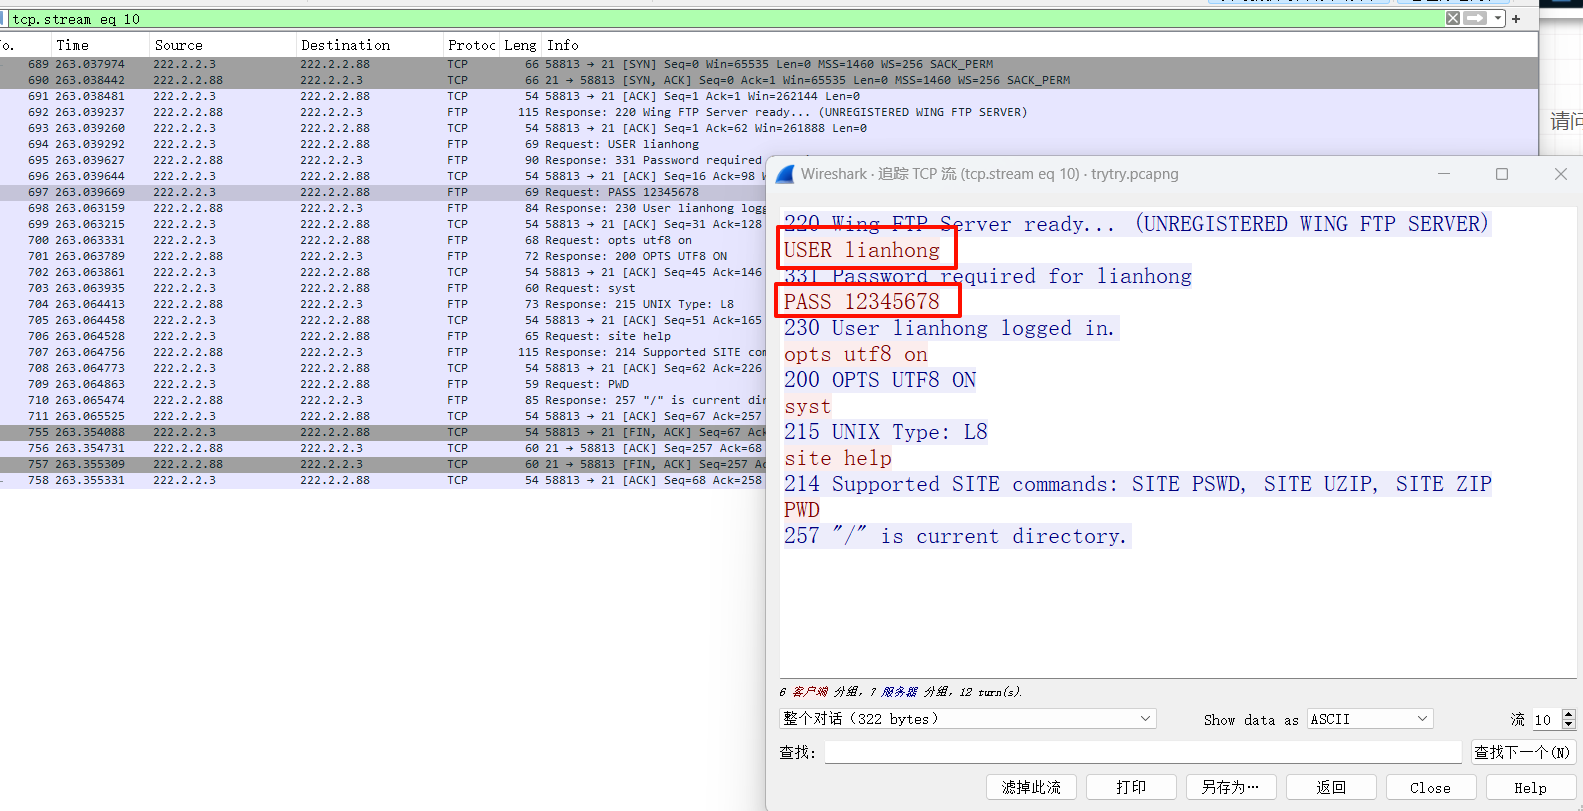 tcp.stream eq 10
No. Time Source Destination Protoc Leng Info
689 263.037974 222.2.2.3 222.2.2.88 TCP 66 58813 → 21 [SYN] Seq=0 Win=65535 Len=0 MSS=1460 WS=256 SACK_PERM
690 263.038442 222.2.2.88 222.2.2.3 TCP 66 21 → 58813 [SYN, ACK] Seq=0 Ack=1 Win=65535 Len=0 MSS=1460 WS=256 SACK_PERM
691 263.038481 222.2.2.3 222.2.2.88 TCP 54 58813 → 21 [ACK] Seq=1 Ack=1 Win=262144 Len=0
692 263.039237 222.2.2.88 222.2.2.3 FTP 115 Response: 220 Wing FTP Server ready... (UNREGISTERED WING FTP SERVER)
693 263.039260 222.2.2.3 222.2.2.88 TCP 54 58813 → 21 [ACK] Seq=1 Ack=62 Win=261888 Len=0
694 263.039292 222.2.2.3 222.2.2.88 FTP 69 Request: USER lianhong
695 263.039627 222.2.2.88 222.2.2.3 FTP 90 Response: 331 Password required
696 263.039644 222.2.2.3 222.2.2.88 TCP 54 58813 → 21 [ACK] Seq=16 Ack=98 W
697 263.039669 222.2.2.3 222.2.2.88 FTP 69 Request: PASS 12345678
698 263.063159 222.2.2.88 222.2.2.3 FTP 84 Response: 230 User lianhong logg
699 263.063215 222.2.2.3 222.2.2.88 TCP 54 58813 → 21 [ACK] Seq=31 Ack=128
700 263.063331 222.2.2.3 222.2.2.88 FTP 68 Request: opts utf8 on
701 263.063789 222.2.2.88 222.2.2.3 FTP 72 Response: 200 OPTS UTF8 ON
702 263.063861 222.2.2.3 222.2.2.88 TCP 54 58813 → 21 [ACK] Seq=45 Ack=146
703 263.063935 222.2.2.3 222.2.2.88 FTP 60 Request: syst
704 263.064413 222.2.2.88 222.2.2.3 FTP 73 Response: 215 UNIX Type: L8
705 263.064458 222.2.2.3 222.2.2.88 TCP 54 58813 → 21 [ACK] Seq=51 Ack=165
706 263.064528 222.2.2.3 222.2.2.88 FTP 65 Request: site help
707 263.064756 222.2.2.88 222.2.2.3 FTP 115 Response: 214 Supported SITE com
708 263.064773 222.2.2.3 222.2.2.88 TCP 54 58813 → 21 [ACK] Seq=62 Ack=226
709 263.064863 222.2.2.3 222.2.2.88 FTP 59 Request: PWD
710 263.065474 222.2.2.88 222.2.2.3 FTP 85 Response: 257 "/" is current dir
711 263.065525 222.2.2.3 222.2.2.88 TCP 54 58813 → 21 [ACK] Seq=67 Ack=257
755 263.354088 222.2.2.3 222.2.2.88 TCP 54 58813 → 21 [FIN, ACK] Seq=67 Ack
756 263.354731 222.2.2.88 222.2.2.3 TCP 60 21 → 58813 [ACK] Seq=257 Ack=68
757 263.355309 222.2.2.88 222.2.2.3 TCP 60 21 → 58813 [FIN, ACK] Seq=257 Ac
758 263.355331 222.2.2.3 222.2.2.88 TCP 54 58813 → 21 [ACK] Seq=68 Ack=258
请问
Wireshark · 追踪 TCP 流 (tcp.stream eq 10) · trytry.pcapng
220 Wing FTP Server ready... (UNREGISTERED WING FTP SERVER)
USER lianhong
331 Password required for lianhong
PASS 12345678
230 User lianhong logged in.
opts utf8 on
200 OPTS UTF8 ON
syst
215 UNIX Type: L8
site help
214 Supported SITE commands: SITE PSWD, SITE UZIP, SITE ZIP
PWD
257 "/" is current directory.
6 客户端 分组, 7 服务器 分组, 12 turn(s).
整个对话 (322 bytes)
Show data as ASCII
流 10
查找:
查找下一个(N)
滤掉此流 打印 另存为… 返回 Close Help